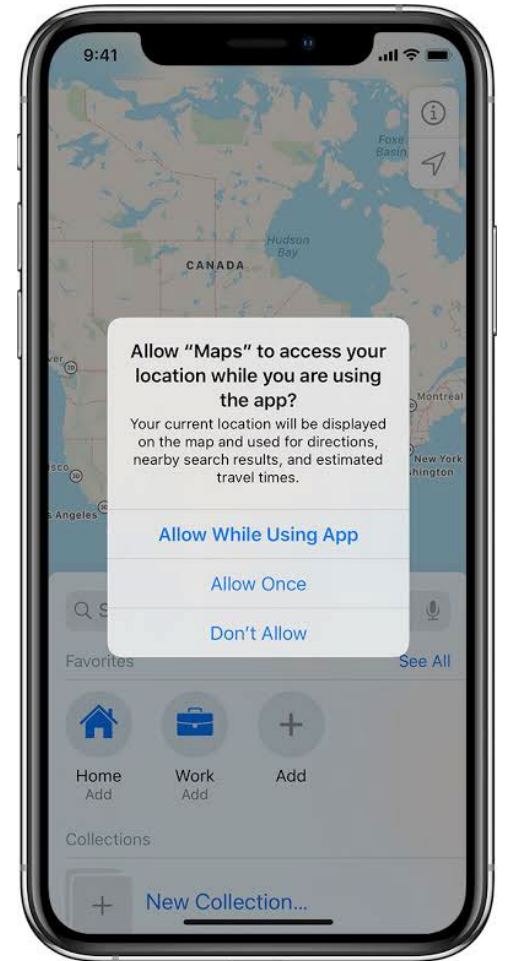 9:41
Foxe
Basin
Hudson
Bay
CANADA
Allow “Maps” to access your
location while you are using
the app?
Your current location will be displayed
on the map and used for directions,
nearby search results, and estimated
travel times.
Montreal
New York
Angeles
Allow While Using App
Allow Once
Don’t Allow
Favorites
See All
Home
Add
Work
Add
Add
Collections
New Collection...